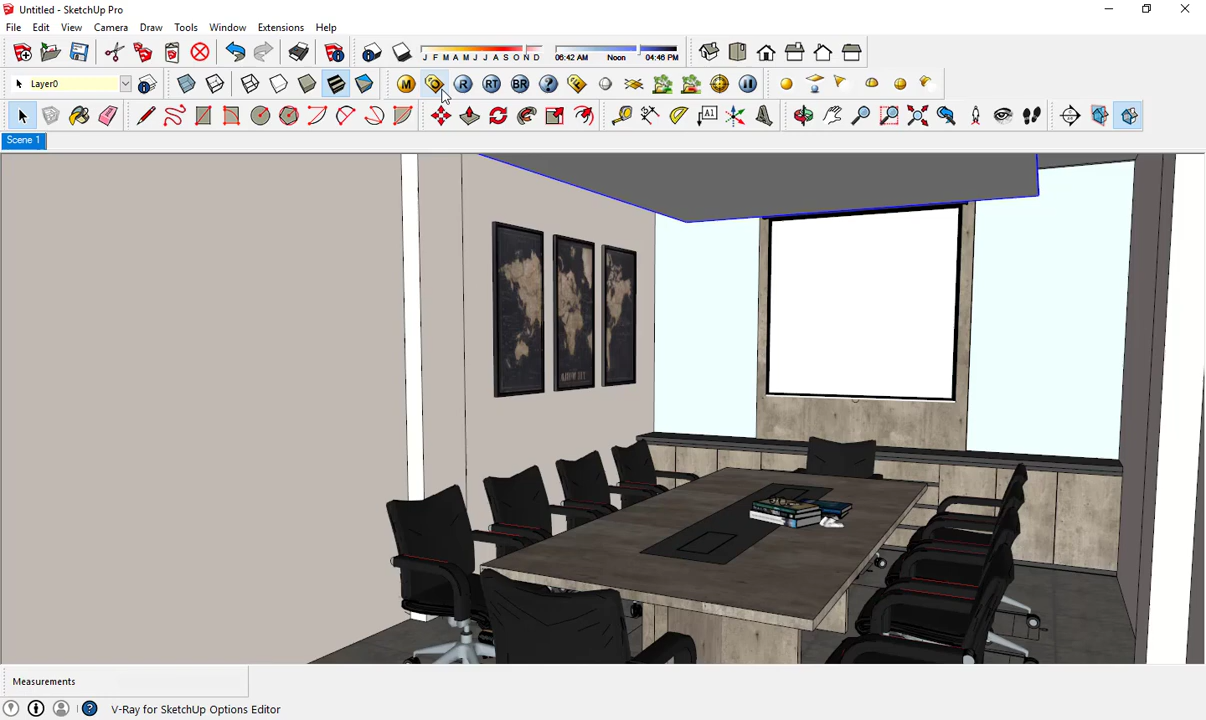 Untitled - SketchUp Pro
File Edit View Camera Draw Tools Window Extensions Help
J F M A M J J A S O N D 06:42 AM Noon 04:46 PM
Layer0 M O R RT BR ? F
A1
Scene 1
Measurements
V-Ray for SketchUp Options Editor